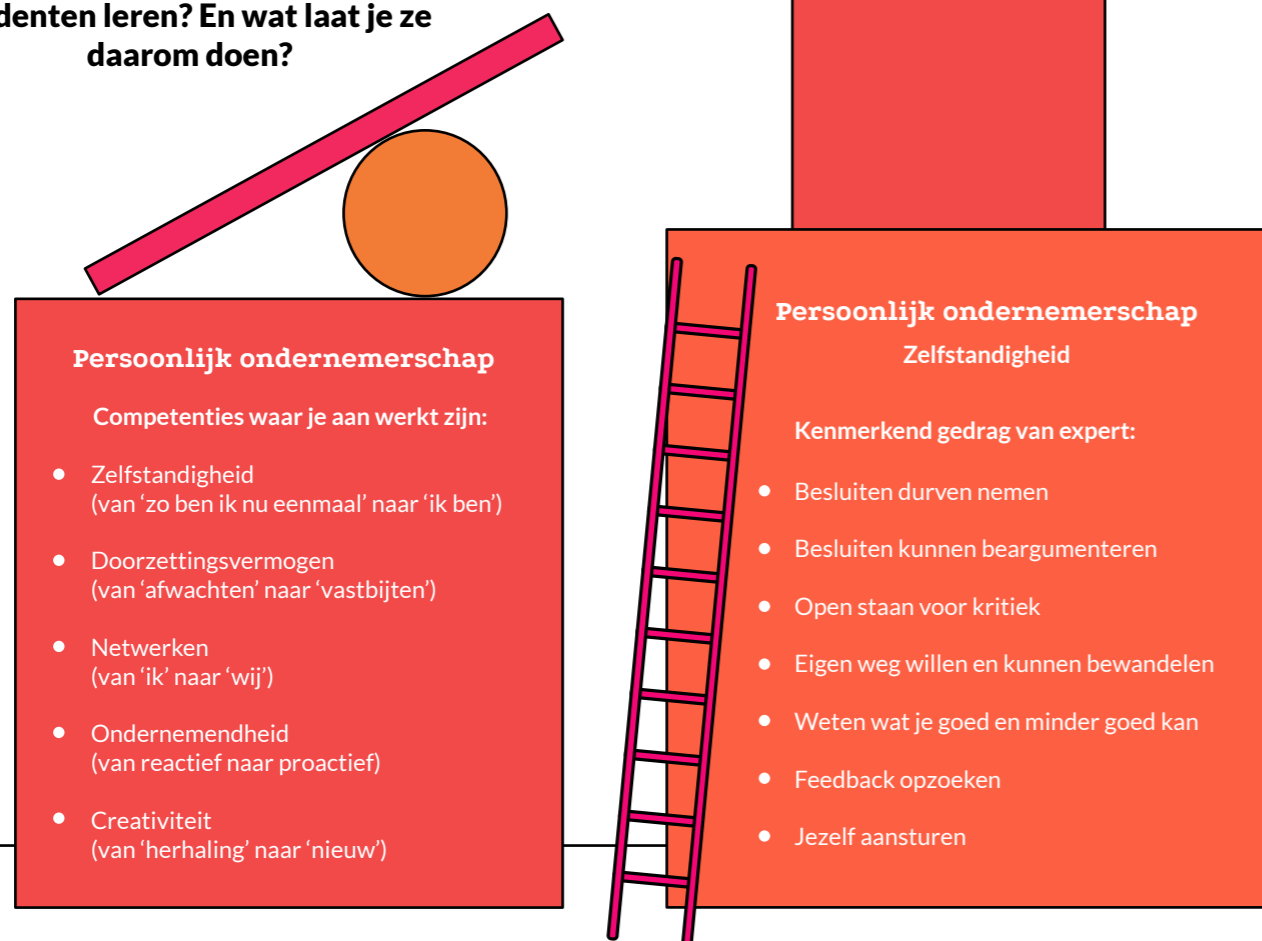 leren? En wat laat je ze
daarom doen?
Persoonlijk ondernemerschap
Competenties waar je aan werkt zijn:
Zelfstandigheid
(van ‘zo ben ik nu eenmaal’ naar ‘ik ben’)
Doorzettingsvermogen
(van ‘afwachten’ naar ‘vastbijten’)
Netwerken
(van ‘ik’ naar ‘wij’)
Ondernemendheid
(van reactief naar proactief)
Creativiteit
(van ‘herhaling’ naar ‘nieuw’)
Persoonlijk ondernemerschap
Zelfstandigheid
Kenmerkend gedrag van expert:
Besluiten durven nemen
Besluiten kunnen beargumenteren
Open staan voor kritiek
Eigen weg willen en kunnen bewandelen
Weten wat je goed en minder goed kan
Feedback opzoeken
Jezelf aansturen